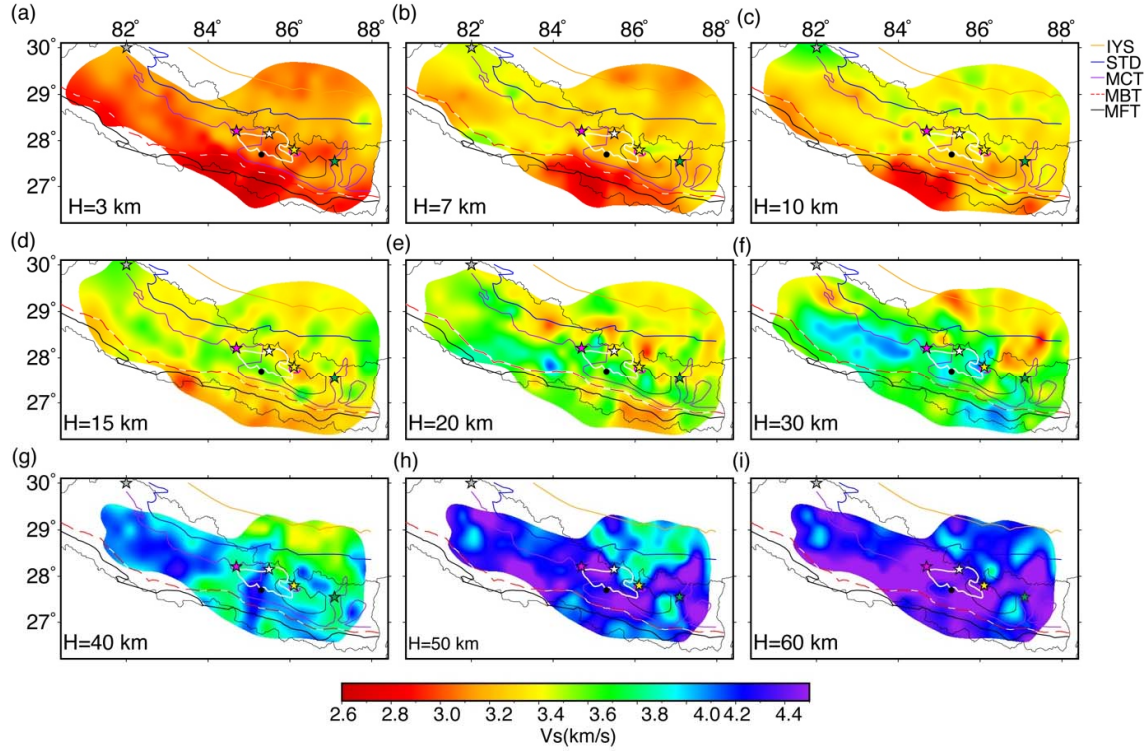 (a) (b) (c)
82° 84° 86° 88° 82° 84° 86° 88° 82° 84° 86° 88°
30°
29°
28°
27°
H=3 km H=7 km H=10 km
IYS
STD
MCT
MBT
MFT
(d) (e) (f)
30°
29°
28°
27°
H=15 km H=20 km H=30 km
(g) (h) (i)
30°
29°
28°
27°
H=40 km H=50 km H=60 km
2.6 2.8 3.0 3.2 3.4 3.6 3.8 4.0 4.2 4.4
Vs(km/s)